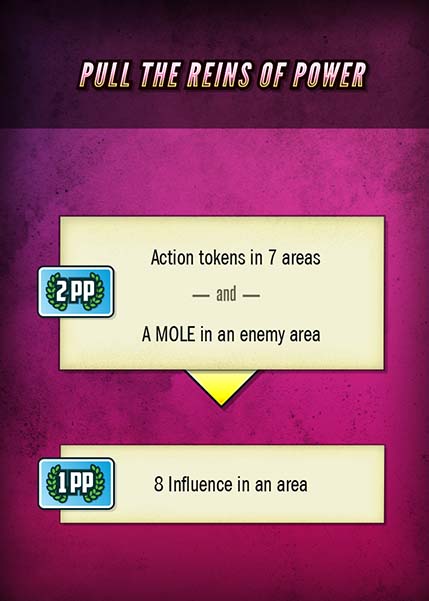 PULL THE REINS OF POWER
Action tokens in 7 areas
2 PP
— and —
A MOLE in an enemy area
1 PP
8 Influence in an area